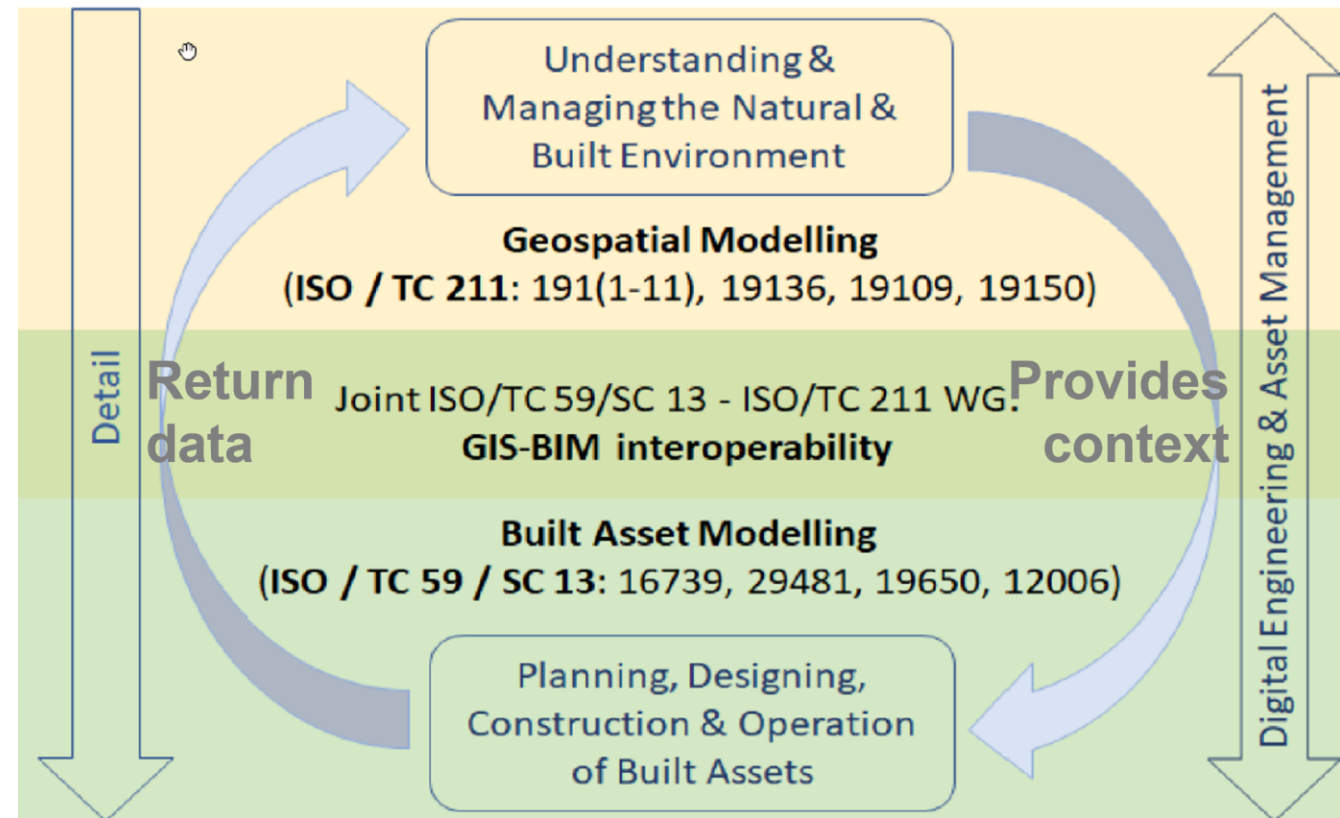 Understanding &
Managing the Natural &
Built Environment
Geospatial Modelling
(ISO / TC 211: 191(1-11), 19136, 19109, 19150)
Detail
Return
data
Joint ISO/TC 59/SC 13 - ISO/TC 211 WG:
GIS-BIM interoperability
Provides
context
Digital Engineering & Asset Management
Built Asset Modelling
(ISO / TC 59 / SC 13: 16739, 29481, 19650, 12006)
Planning, Designing,
Construction & Operation
of Built Assets